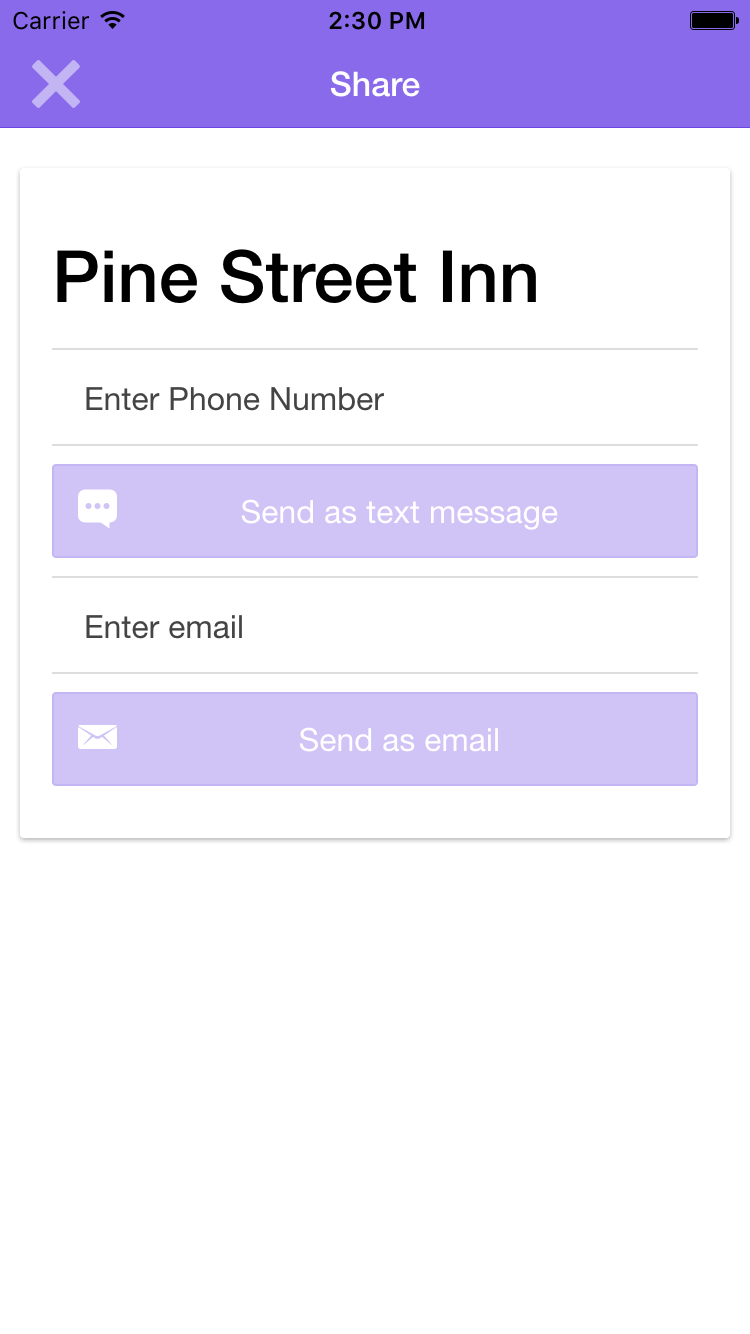 Carrier 2:30 PM
Share
Pine Street Inn
Enter Phone Number
Send as text message
Enter email
Send as email